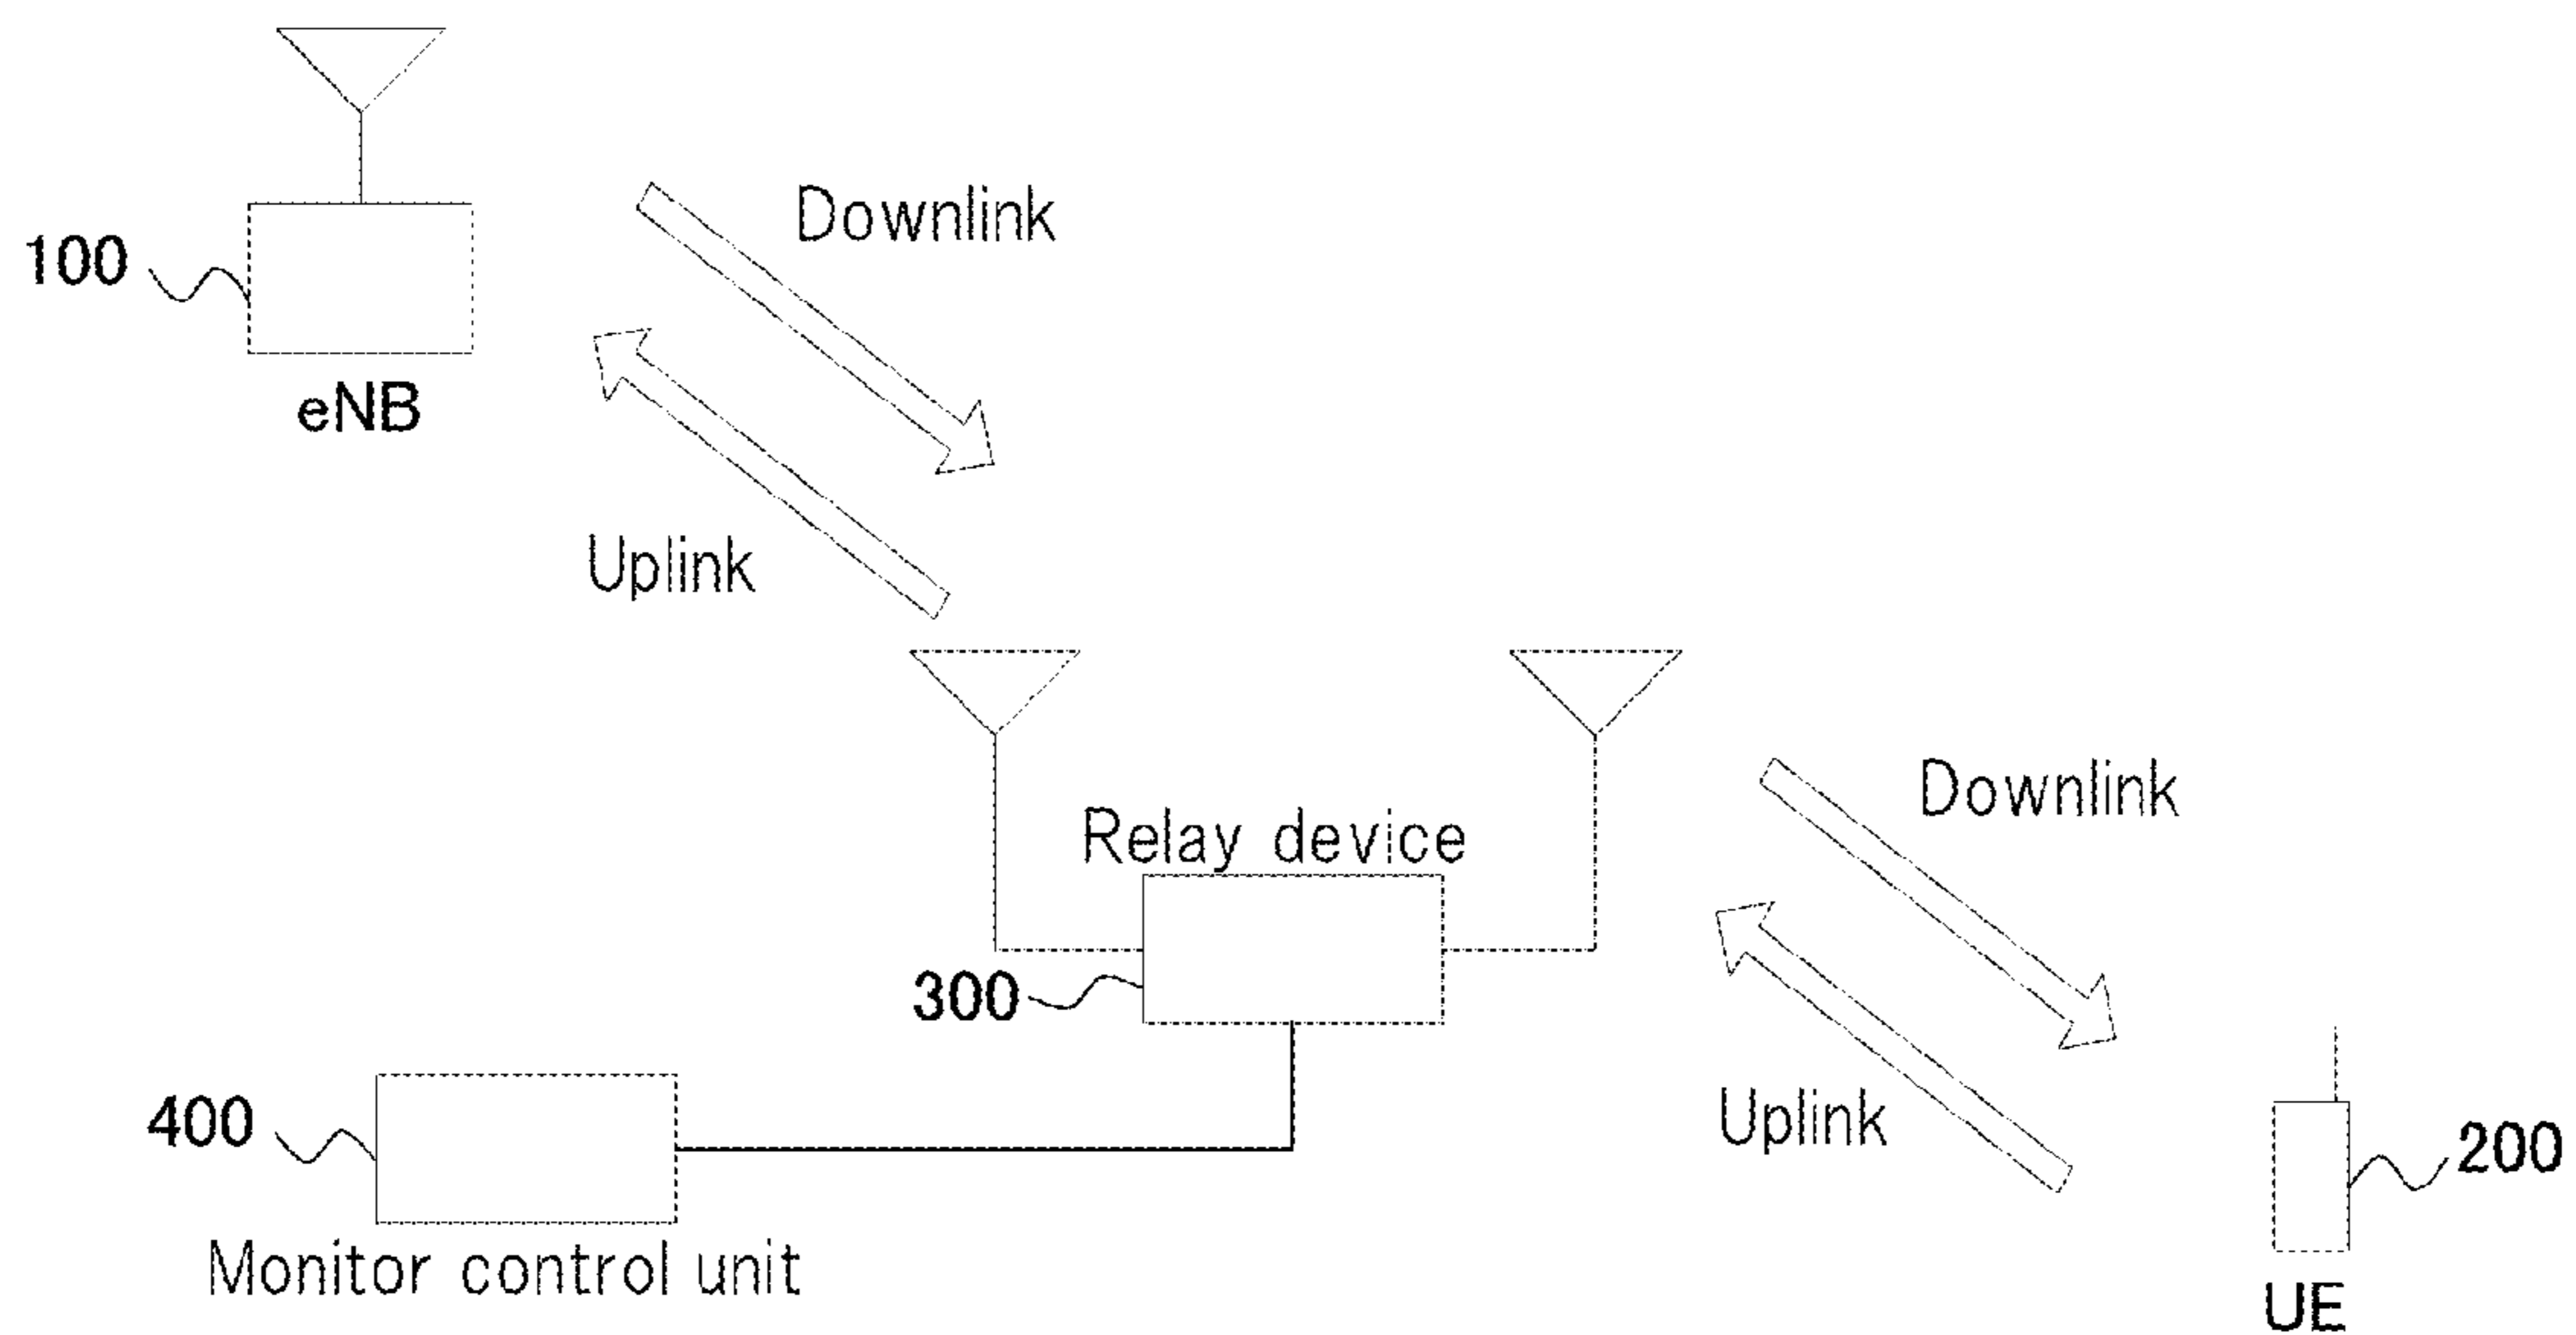 Downlink
100
eNB
Uplink
Relay device
Downlink
300
400
Uplink
200
Monitor control unit
UE